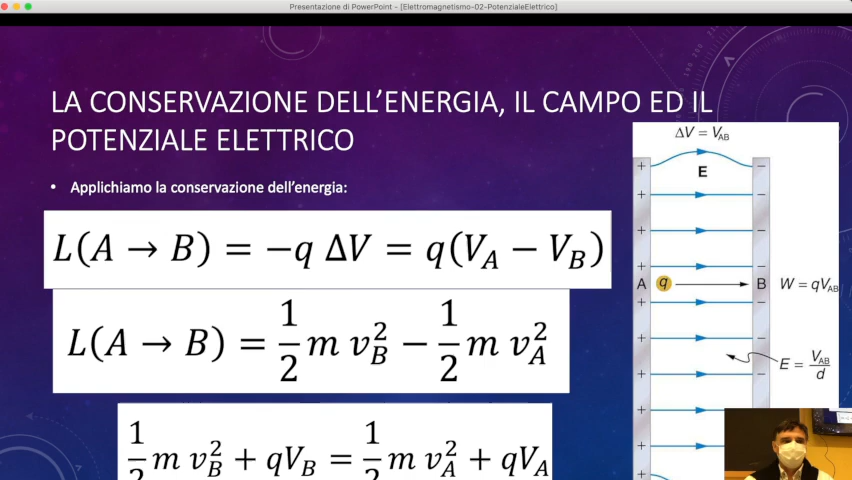 Presentazione di PowerPoint - [Elettromagnetismo-02-PotenzialeElettrico]
LA CONSERVAZIONE DELL'ENERGIA, IL CAMPO ED IL
POTENZIALE ELETTRICO
• Applichiamo la conservazione dell'energia:
L(A → B) = −q ΔV = q(V_A − V_B)
L(A → B) = 1/2 m v_B^2 − 1/2 m v_A^2
1/2 m v_B^2 + qV_B = 1/2 m v_A^2 + qV_A
ΔV = V_AB
E
A q B W = qV_AB
E = V_AB/d